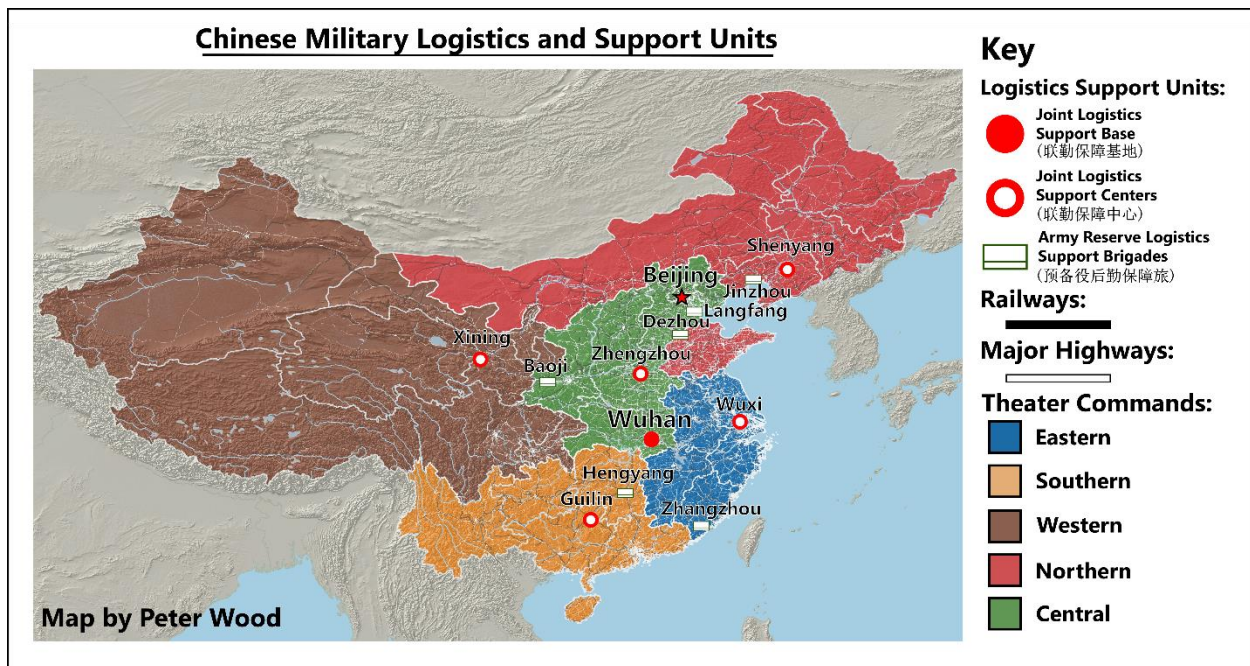 Chinese Military Logistics and Support Units
Key
Logistics Support Units:
Joint Logistics
Support Base
(联勤保障基地)
Joint Logistics
Support Centers
(联勤保障中心)
Army Reserve Logistics
Support Brigades
(预备役后勤保障旅)
Railways:
Major Highways:
Theater Commands:
Eastern
Southern
Western
Northern
Central
Shenyang
Beijing
Jinzhou
Langfang
Dezhou
Xining
Baoji
Zhengzhou
Wuhan
Wuxi
Hengyang
Guilin
Zhangzhou
Map by Peter Wood